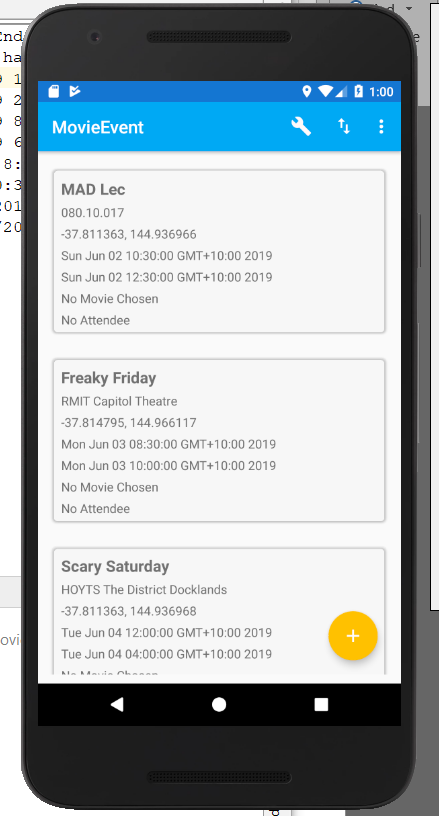 1:00
MovieEvent
MAD Lec
080.10.017
-37.811363, 144.936966
Sun Jun 02 10:30:00 GMT+10:00 2019
Sun Jun 02 12:30:00 GMT+10:00 2019
No Movie Chosen
No Attendee
Freaky Friday
RMIT Capitol Theatre
-37.814795, 144.966117
Mon Jun 03 08:30:00 GMT+10:00 2019
Mon Jun 03 10:00:00 GMT+10:00 2019
No Movie Chosen
No Attendee
Scary Saturday
HOYTS The District Docklands
-37.811363, 144.936968
Tue Jun 04 12:00:00 GMT+10:00 2019
Tue Jun 04 04:00:00 GMT+10:00 2019
No Movie Chosen